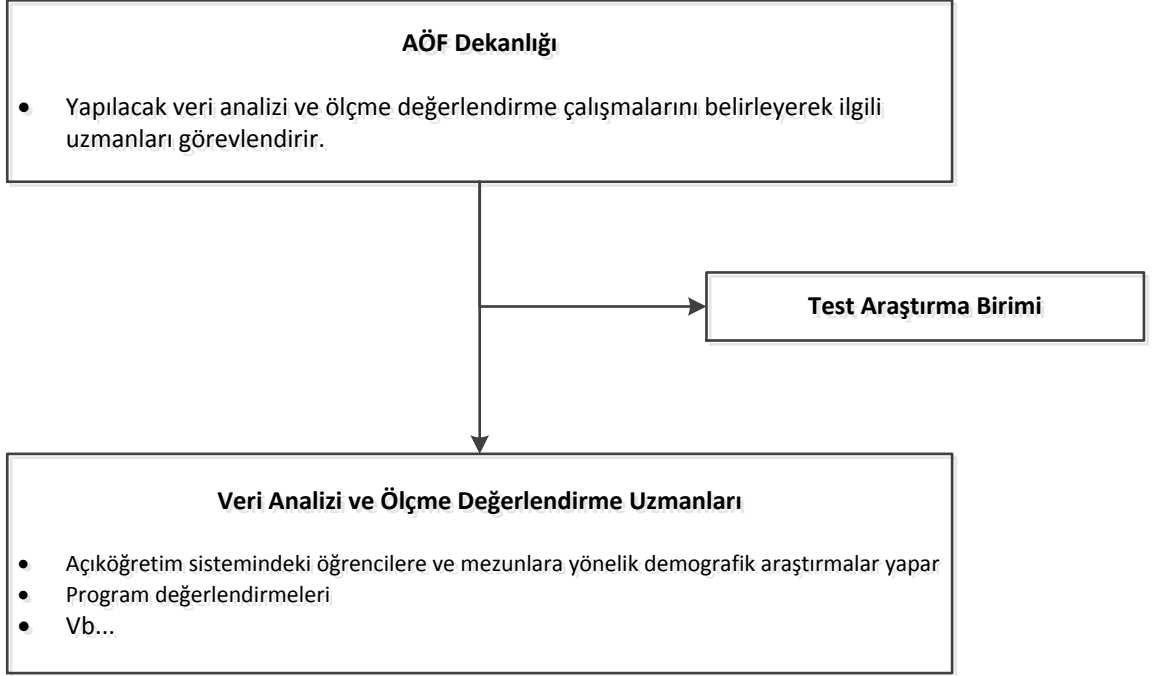 AÖF Dekanlığı
• Yapılacak veri analizi ve ölçme değerlendirme çalışmalarını belirleyerek ilgili
uzmanları görevlendirir.
Test Araştırma Birimi
Veri Analizi ve Ölçme Değerlendirme Uzmanları
• Açıköğretim sistemindeki öğrencilere ve mezunlara yönelik demografik araştırmalar yapar
• Program değerlendirmeleri
• Vb...